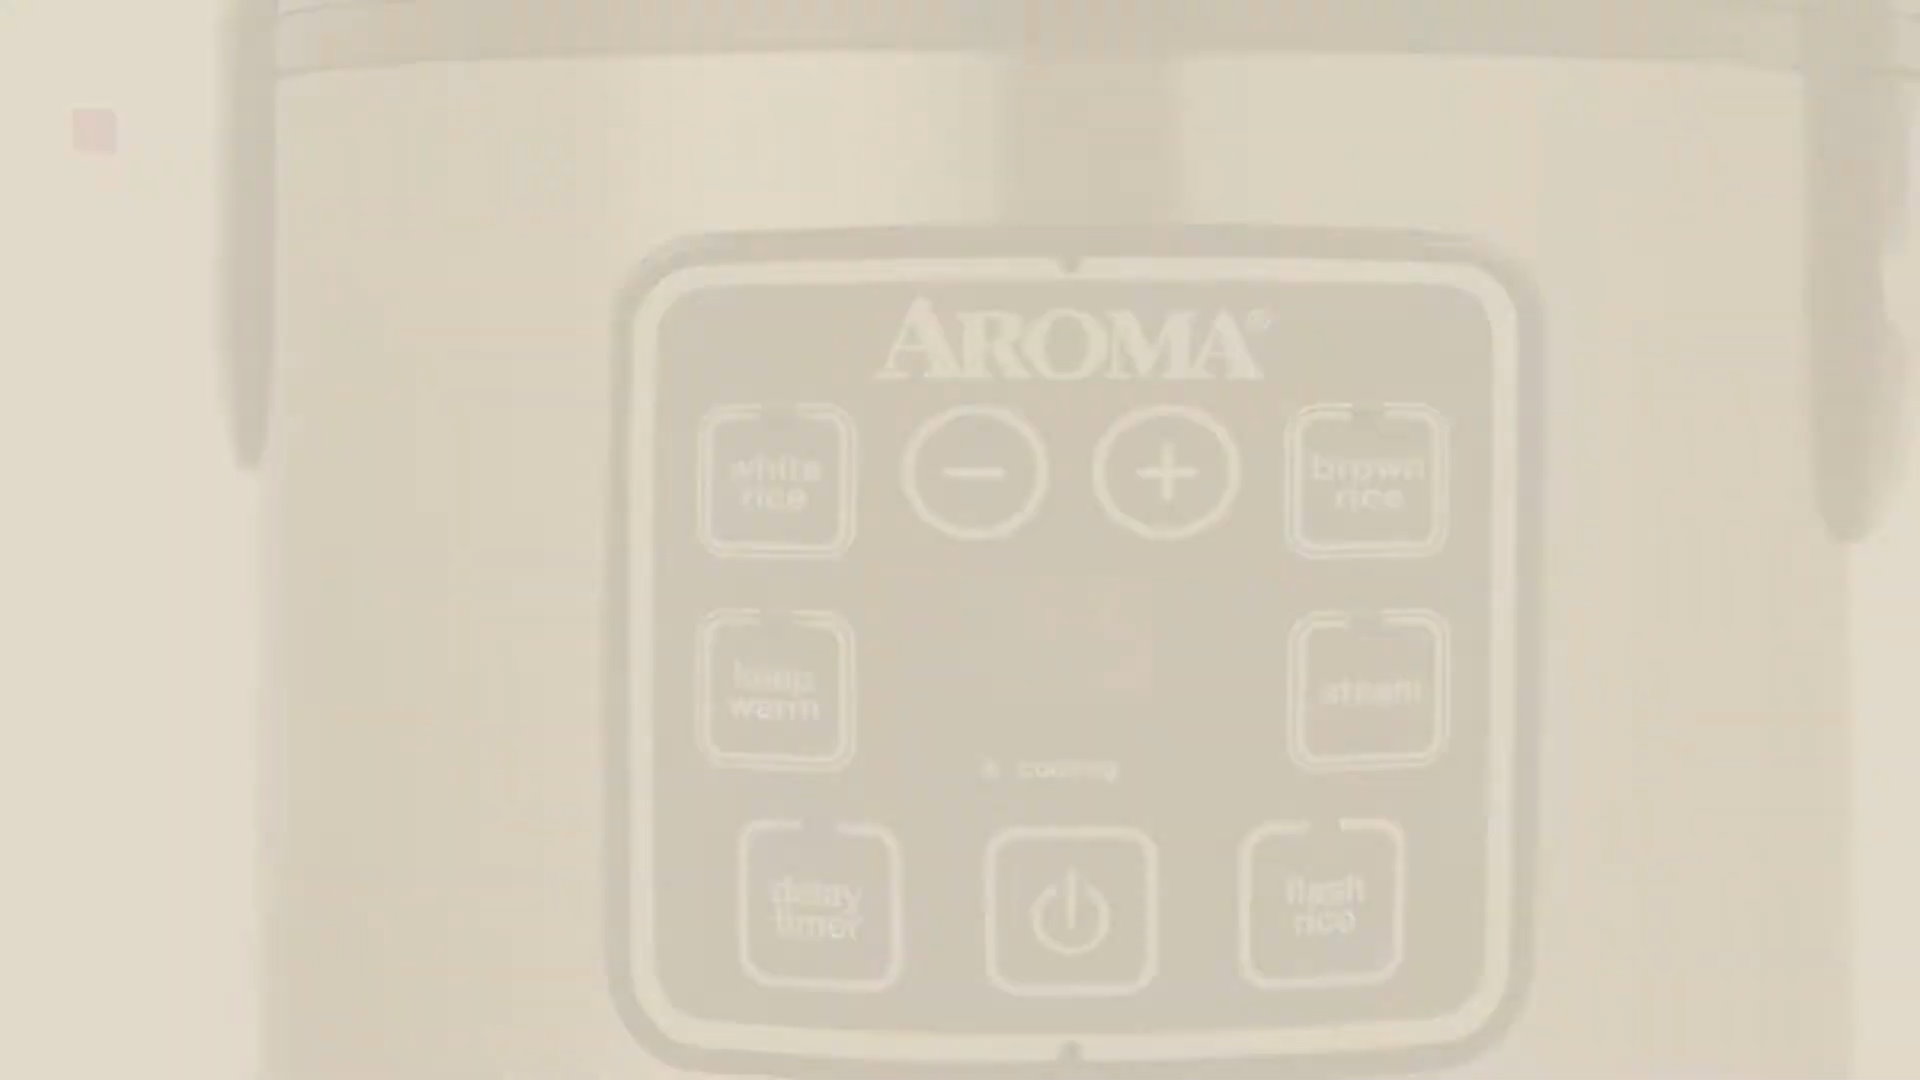 AROMA®
white
rice
−
+
brown
rice
keep
warm
steam
cooking
delay
timer
flash
rice